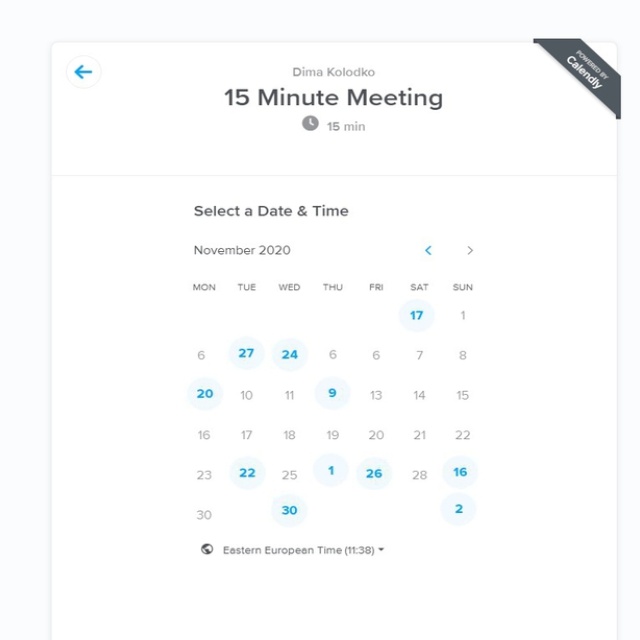 POWERED BY
Calendly
Dima Kolodko
15 Minute Meeting
15 min
Select a Date & Time
November 2020
MON TUE WED THU FRI SAT SUN
17 1
6 27 24 6 6 7 8
20 10 11 9 13 14 15
16 17 18 19 20 21 22
23 22 25 1 26 28 16
30 30 2
Eastern European Time (11:38)